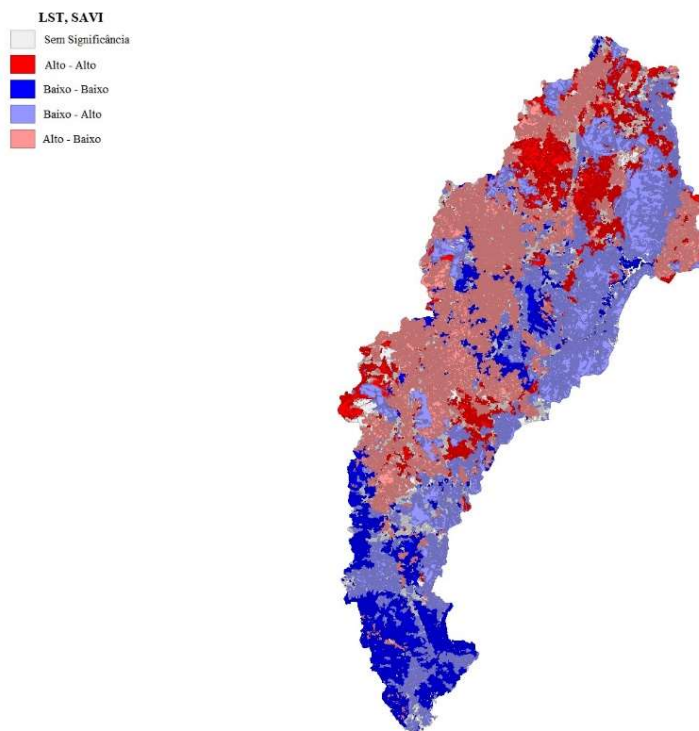 LST, SAVI
Sem Significância
Alto - Alto
Baixo - Baixo
Baixo - Alto
Alto - Baixo